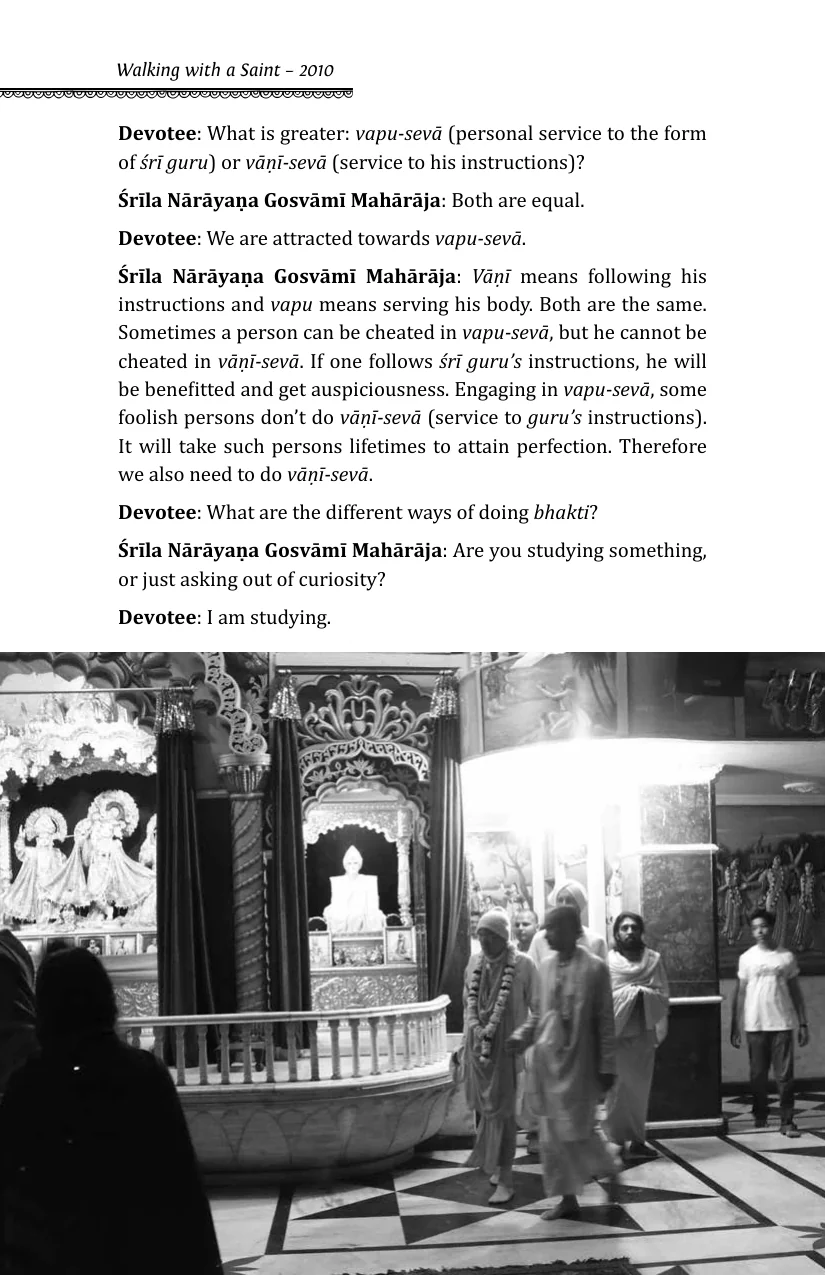 Walking with a Saint – 2010
Devotee: What is greater: vapu-sevā (personal service to the form
of śrī guru) or vāṇī-sevā (service to his instructions)?
Śrīla Nārāyaṇa Gosvāmī Mahārāja: Both are equal.
Devotee: We are attracted towards vapu-sevā.
Śrīla Nārāyaṇa Gosvāmī Mahārāja: Vāṇī means following his
instructions and vapu means serving his body. Both are the same.
Sometimes a person can be cheated in vapu-sevā, but he cannot be
cheated in vāṇī-sevā. If one follows śrī guru’s instructions, he will
be benefitted and get auspiciousness. Engaging in vapu-sevā, some
foolish persons don’t do vāṇī-sevā (service to guru’s instructions).
It will take such persons lifetimes to attain perfection. Therefore
we also need to do vāṇī-sevā.
Devotee: What are the different ways of doing bhakti?
Śrīla Nārāyaṇa Gosvāmī Mahārāja: Are you studying something,
or just asking out of curiosity?
Devotee: I am studying.